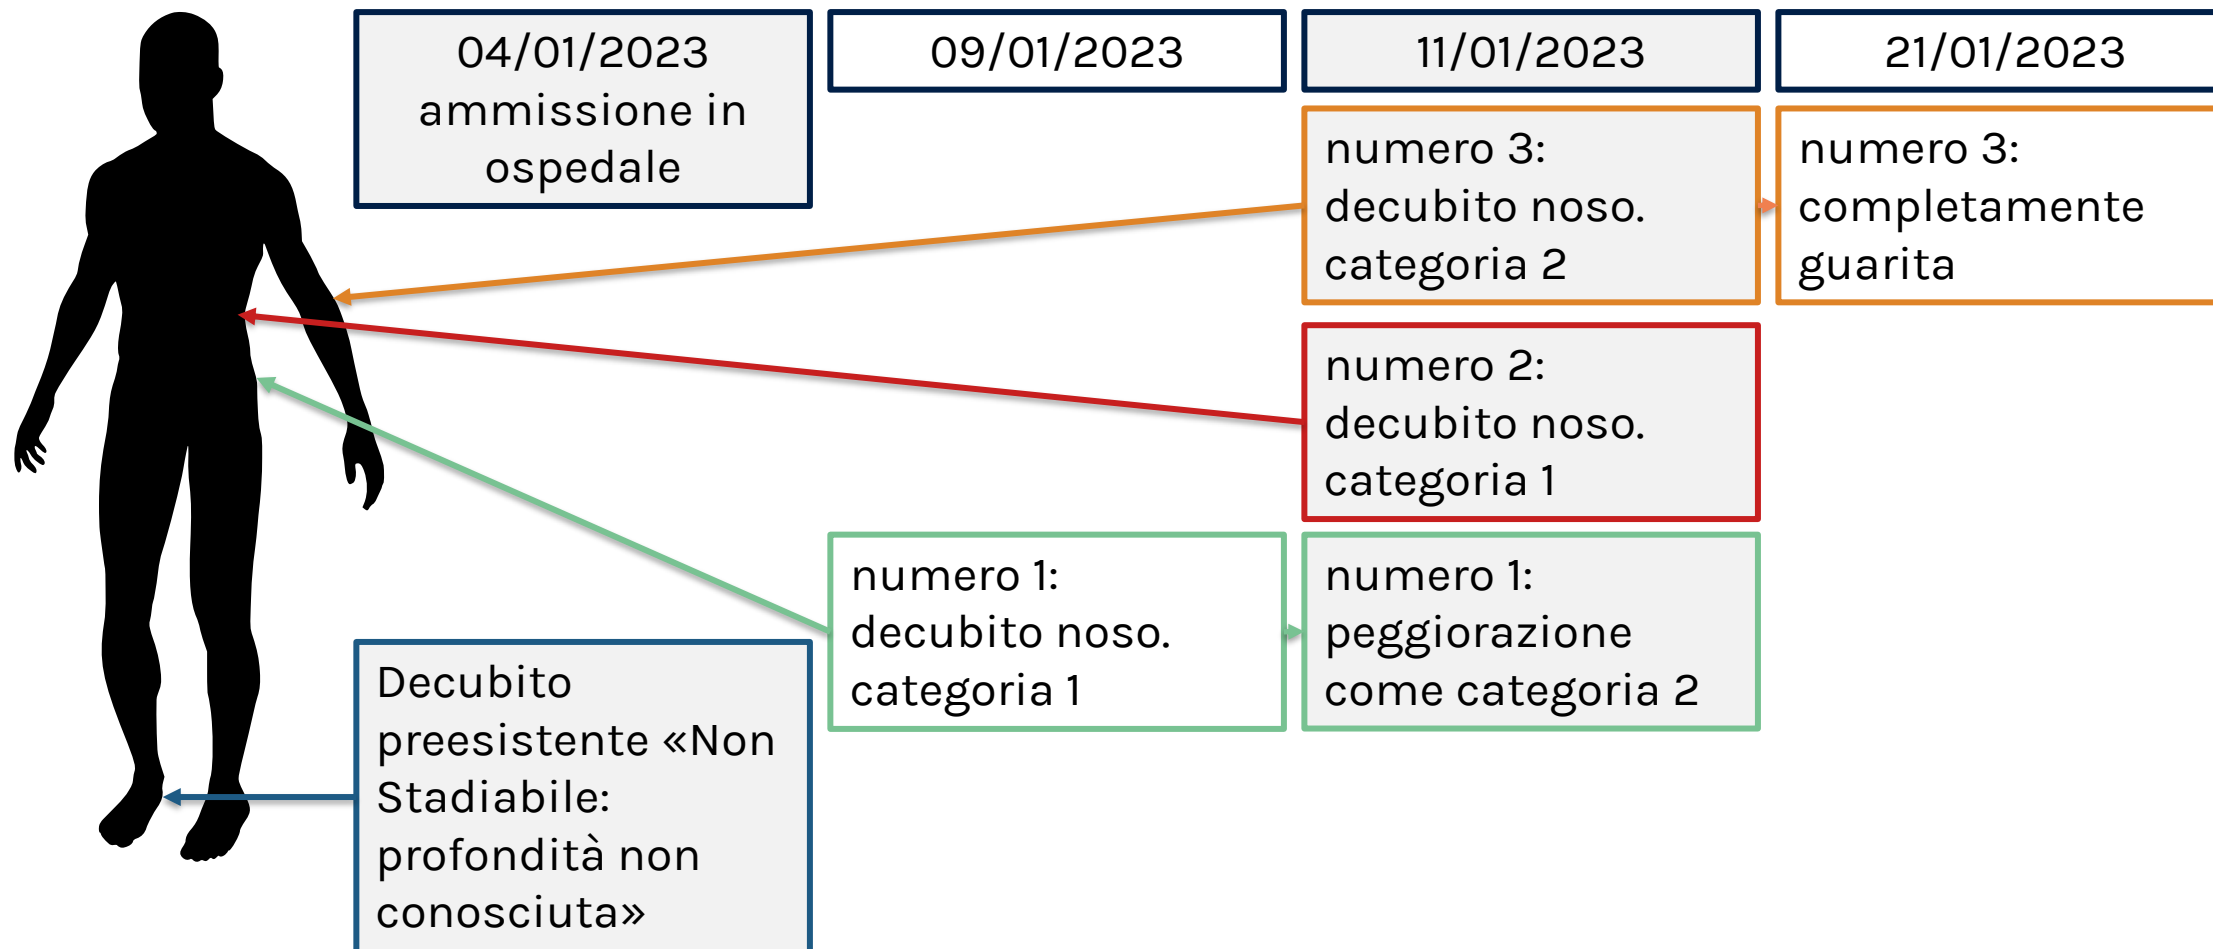 04/01/2023
ammissione in
ospedale
09/01/2023
11/01/2023
21/01/2023
numero 3:
decubito noso.
categoria 2
numero 3:
completamente
guarita
numero 2:
decubito noso.
categoria 1
numero 1:
decubito noso.
categoria 1
numero 1:
peggiorazione
come categoria 2
Decubito
preesistente «Non
Stadiabile:
profondità non
conosciuta»